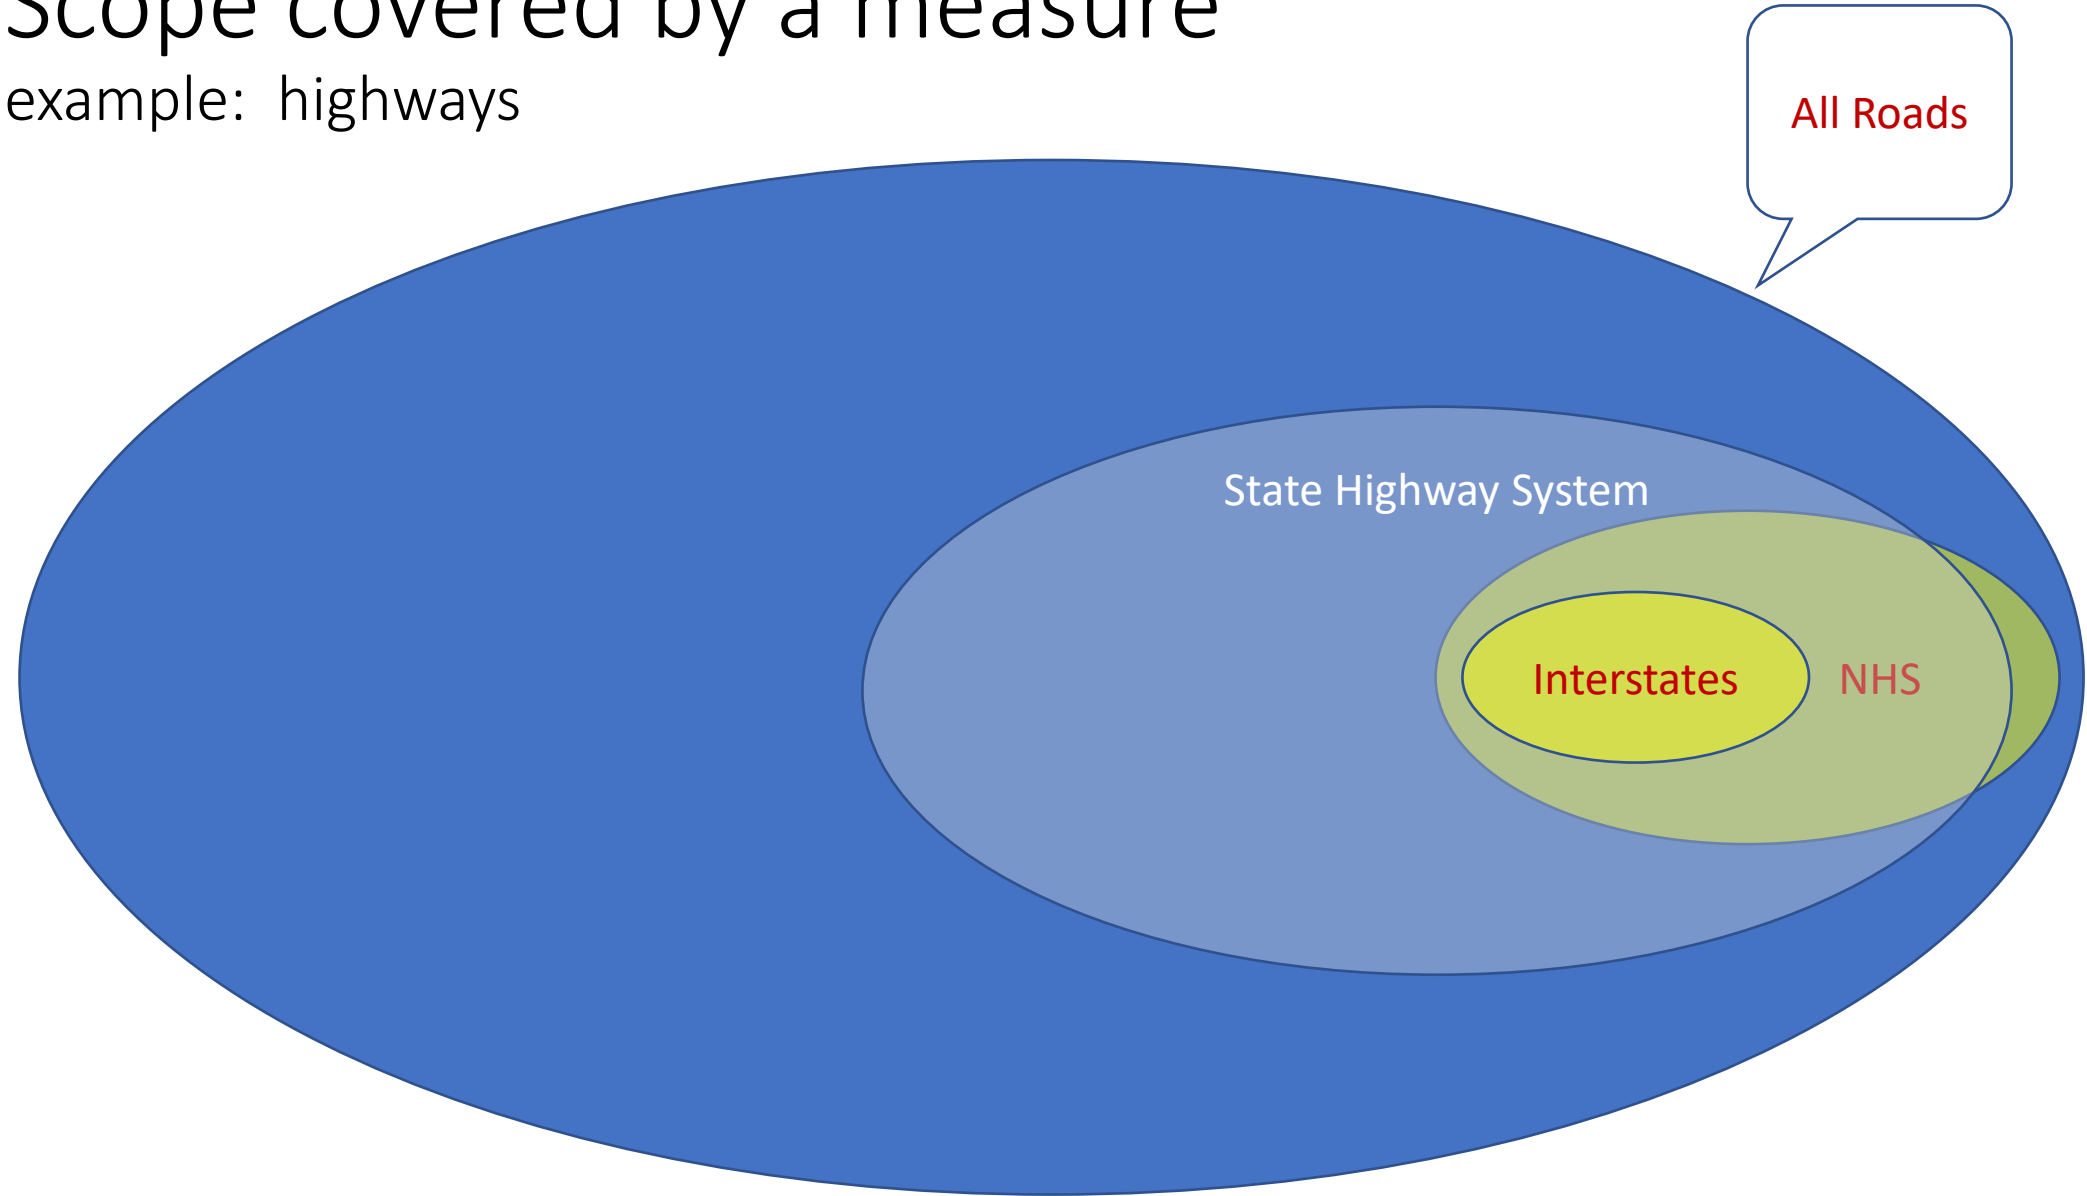 Scope covered by a measure
example: highways
All Roads
State Highway System
Interstates
NHS